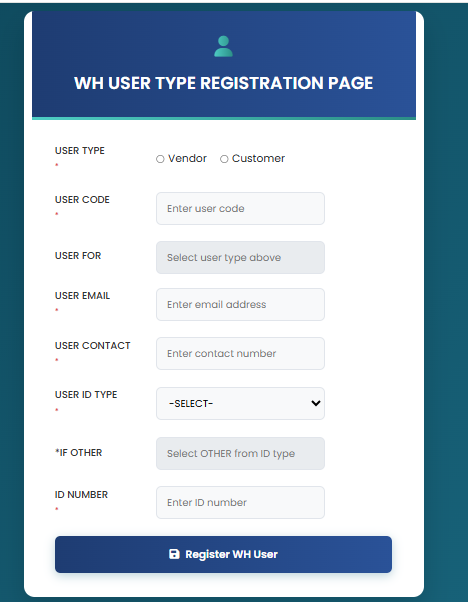 WH USER TYPE REGISTRATION PAGE
USER TYPE
*
Vendor Customer
USER CODE
*
Enter user code
USER FOR
Select user type above
USER EMAIL
*
Enter email address
USER CONTACT
*
Enter contact number
USER ID TYPE
*
-SELECT-
*IF OTHER
Select OTHER from ID type
ID NUMBER
*
Enter ID number
Register WH User